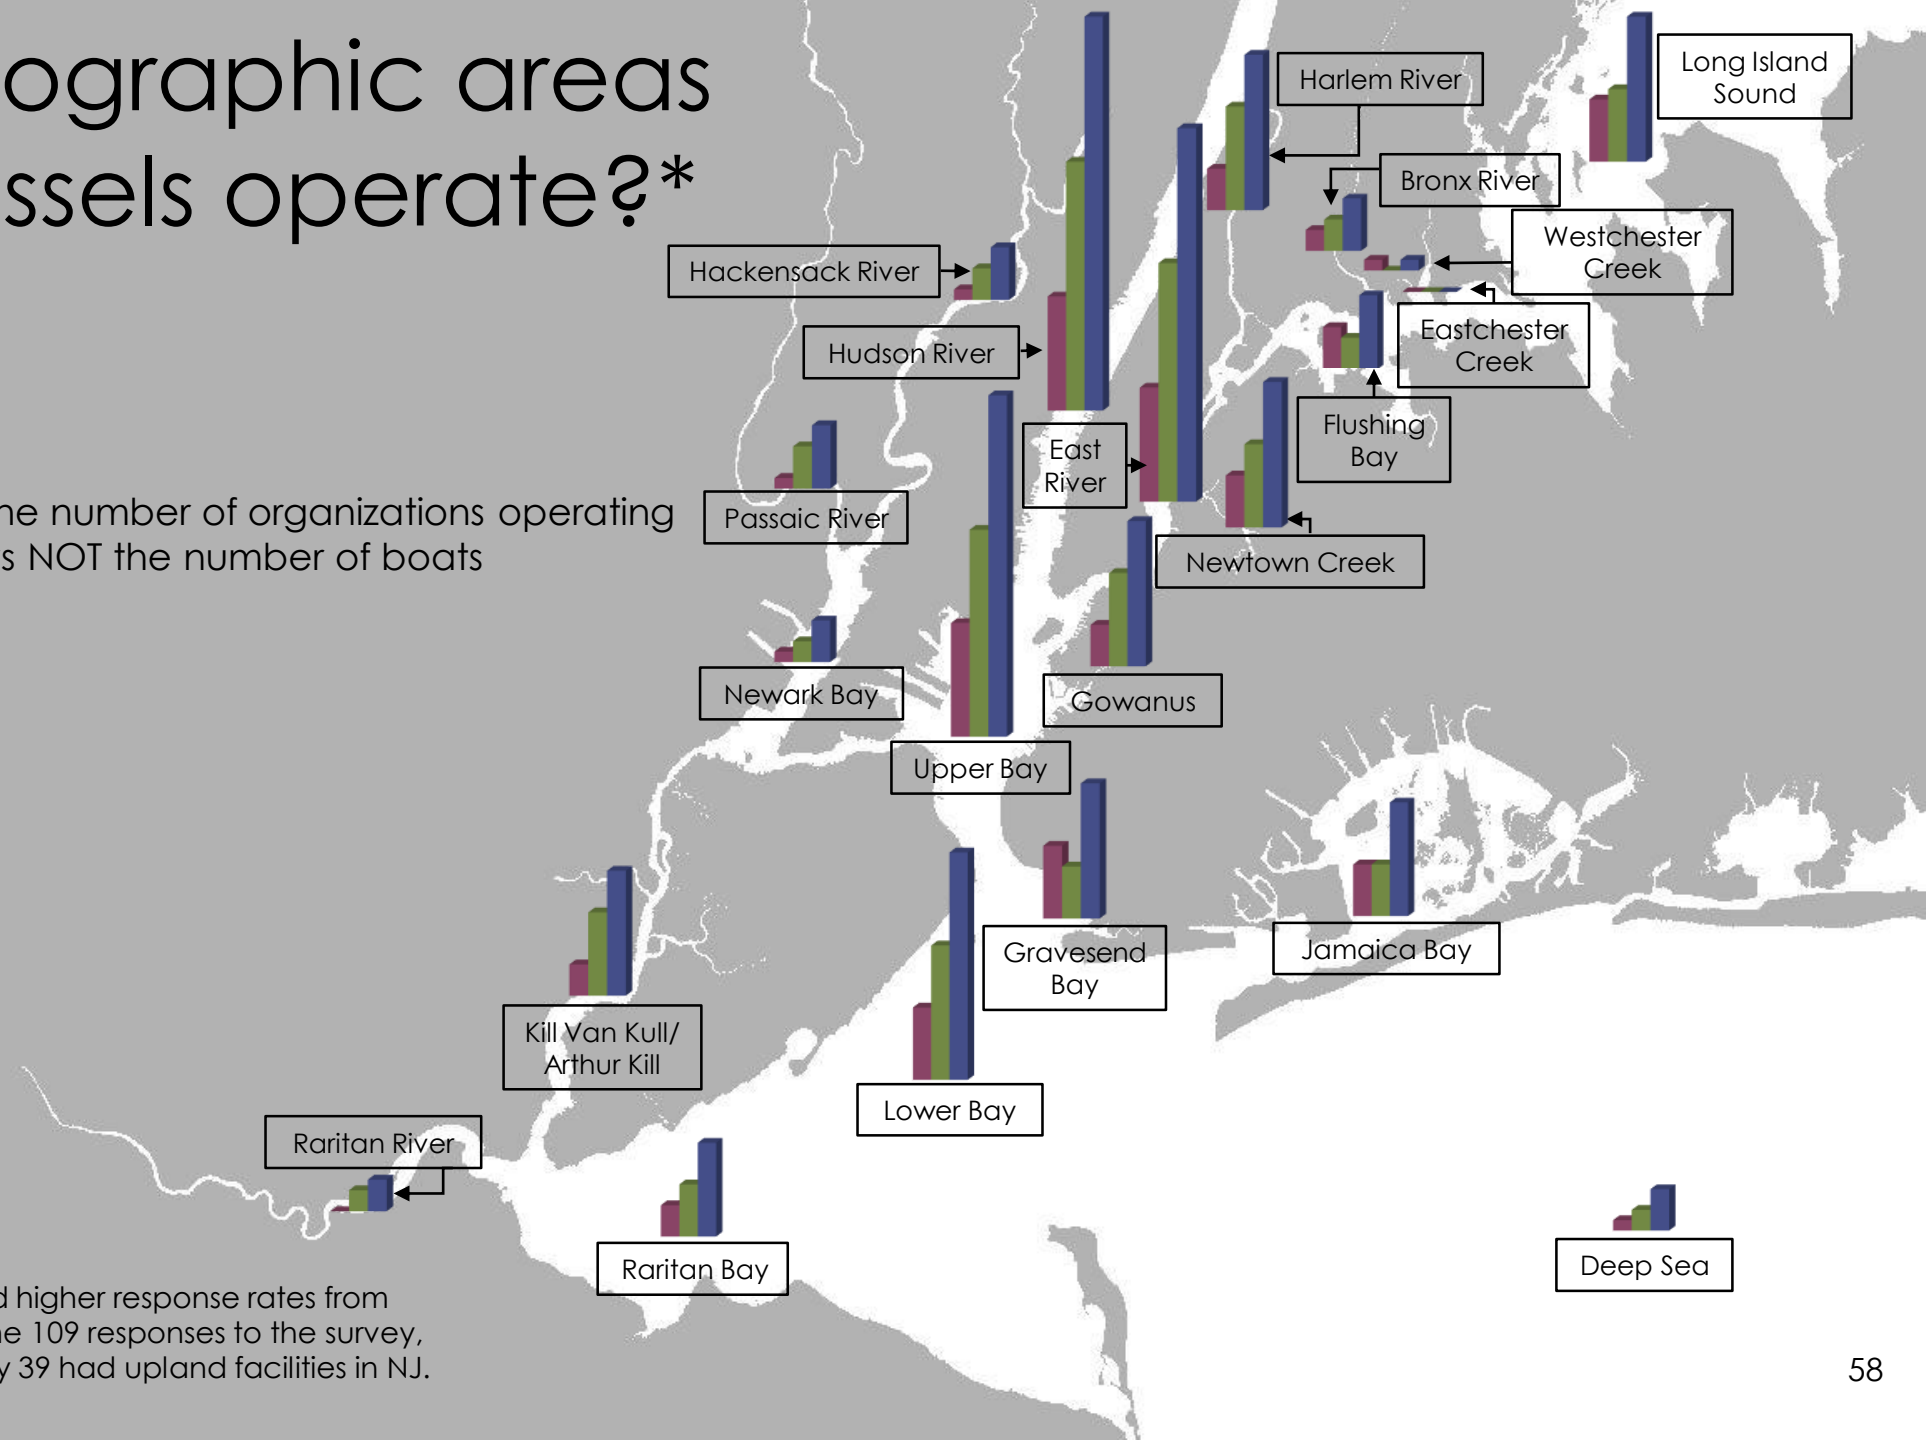 ographic areas
ssels operate?*
he number of organizations operating
s NOT the number of boats
Harlem River
Long Island
Sound
Bronx River
Westchester
Creek
Hackensack River
Eastchester
Creek
Hudson River
Flushing
Bay
East
River
Passaic River
Newtown Creek
Newark Bay
Gowanus
Upper Bay
Gravesend
Bay
Jamaica Bay
Kill Van Kull/
Arthur Kill
Lower Bay
Raritan River
Raritan Bay
Deep Sea
d higher response rates from
he 109 responses to the survey,
y 39 had upland facilities in NJ.
58